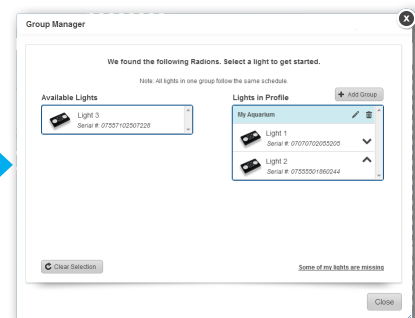 Group Manager
X
We found the following Radions. Select a light to get started.
Note: All lights in one group follow the same schedule.
Available Lights
Lights in Profile
+ Add Group
Light 3
Serial #: 07557102507226
My Aquarium
Light 1
Serial #: 07070702055205
Light 2
Serial #: 07555501860244
Clear Selection
Some of my lights are missing
Close